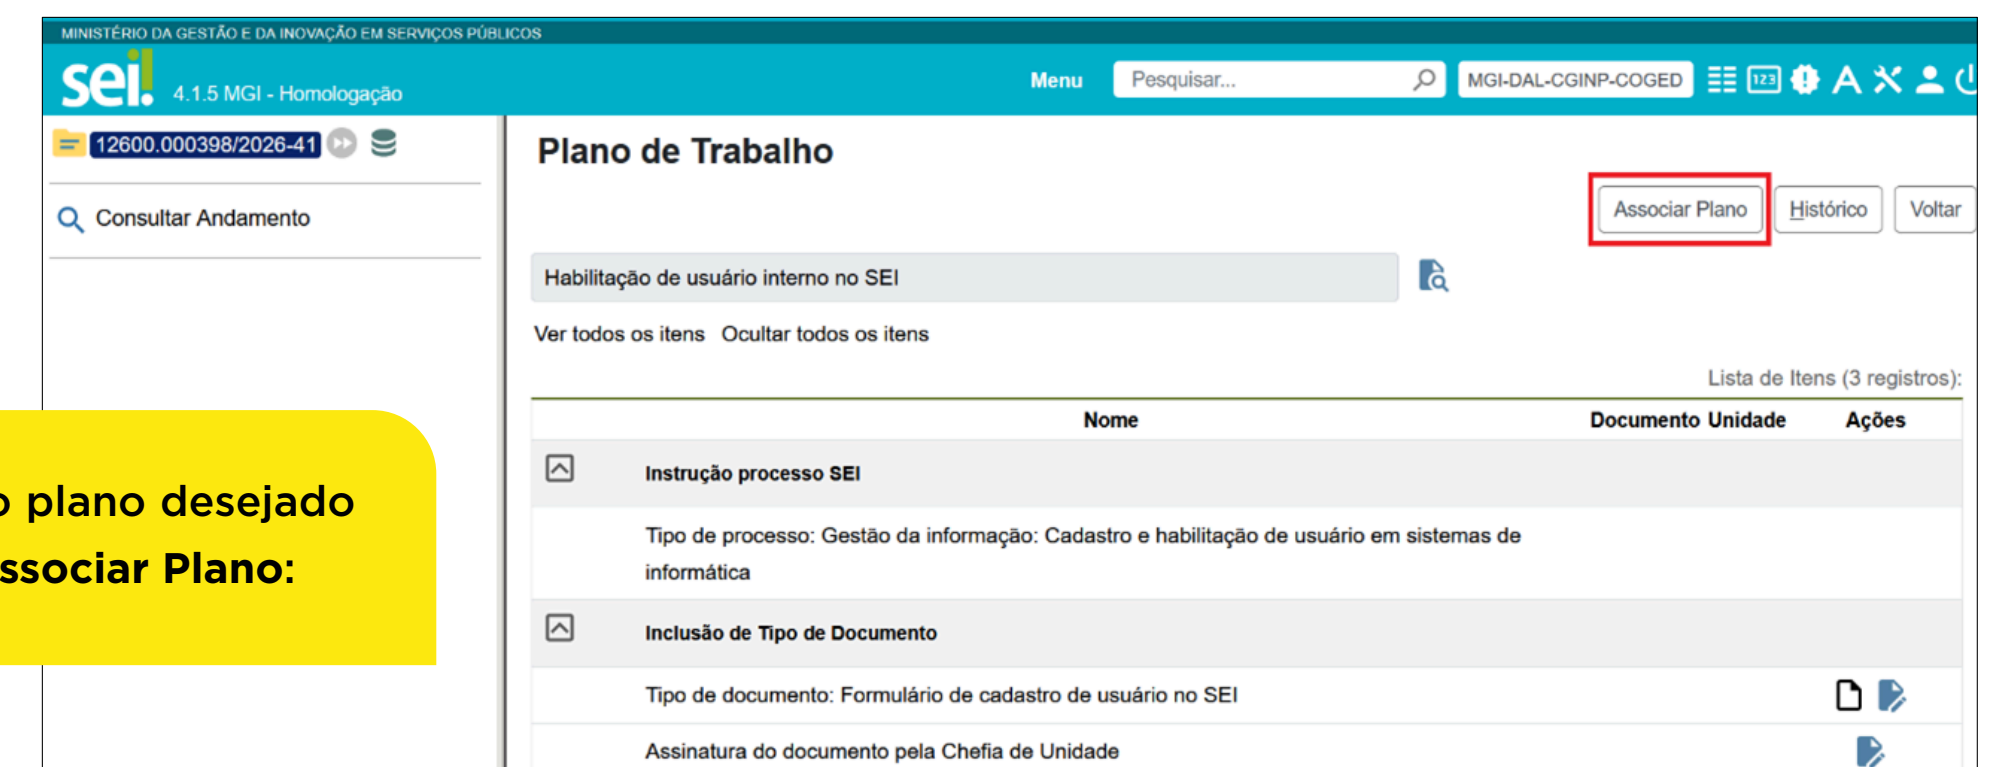 MINISTÉRIO DA GESTÃO E DA INOVAÇÃO EM SERVIÇOS PÚBLICOS
sei!
4.1.5 MGI - Homologação
Menu
Pesquisar...
MGI-DAL-CGINP-COGED
123
A
12600.000398/2026-41
Consultar Andamento
Plano de Trabalho
Associar Plano
Histórico
Voltar
Habilitação de usuário interno no SEI
Ver todos os itens Ocultar todos os itens
Lista de Itens (3 registros):
Nome Documento Unidade Ações
Instrução processo SEI
Tipo de processo: Gestão da informação: Cadastro e habilitação de usuário em sistemas de
informática
Inclusão de Tipo de Documento
Tipo de documento: Formulário de cadastro de usuário no SEI
Assinatura do documento pela Chefia de Unidade
o plano desejado
ssociar Plano: